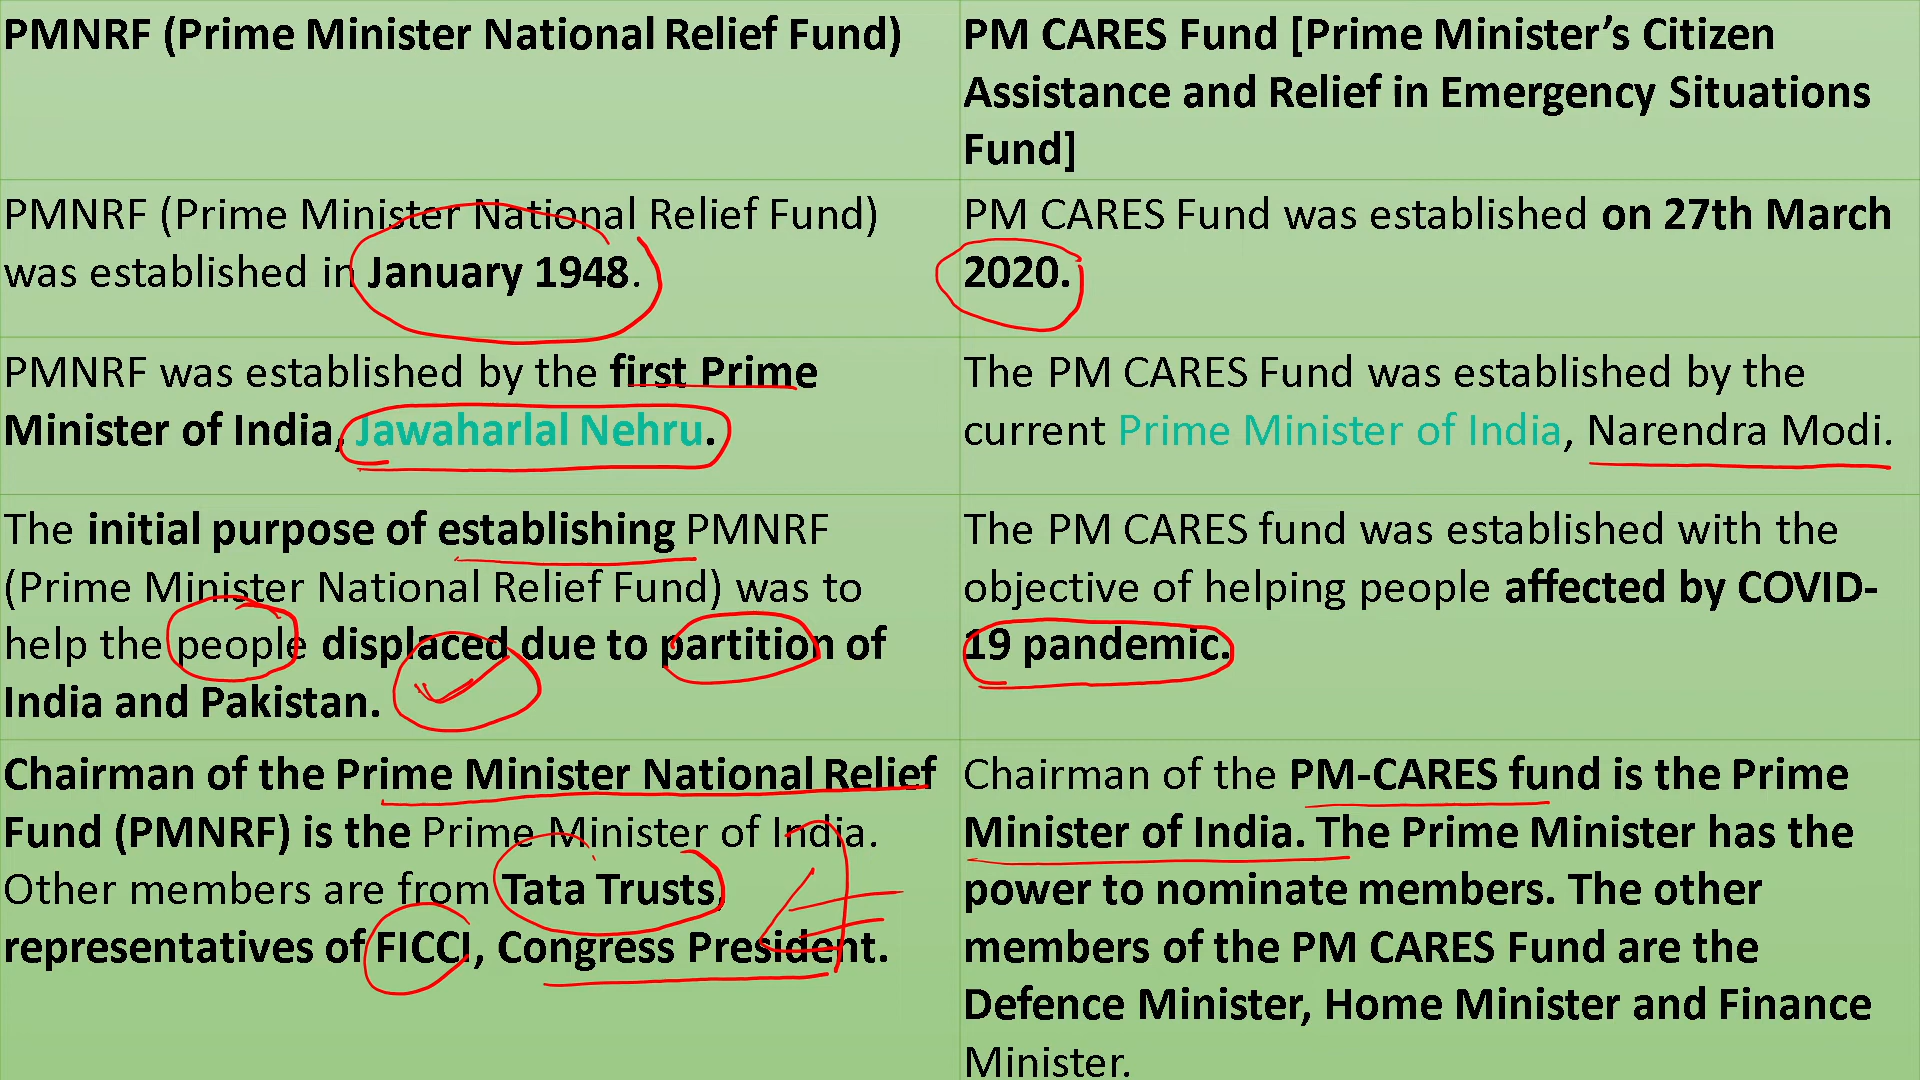 PMNRF (Prime Minister National Relief Fund)
PM CARES Fund [Prime Minister’s Citizen
Assistance and Relief in Emergency Situations
Fund]
PMNRF (Prime Minister National Relief Fund)
was established in January 1948.
PM CARES Fund was established on 27th March
2020.
PMNRF was established by the first Prime
Minister of India, Jawaharlal Nehru.
The PM CARES Fund was established by the
current Prime Minister of India, Narendra Modi.
The initial purpose of establishing PMNRF
(Prime Minister National Relief Fund) was to
help the people displaced due to partition of
India and Pakistan.
The PM CARES fund was established with the
objective of helping people affected by COVID-
19 pandemic.
Chairman of the Prime Minister National Relief
Fund (PMNRF) is the Prime Minister of India.
Other members are from Tata Trusts,
representatives of FICCI, Congress President.
Chairman of the PM-CARES fund is the Prime
Minister of India. The Prime Minister has the
power to nominate members. The other
members of the PM CARES Fund are the
Defence Minister, Home Minister and Finance
Minister.